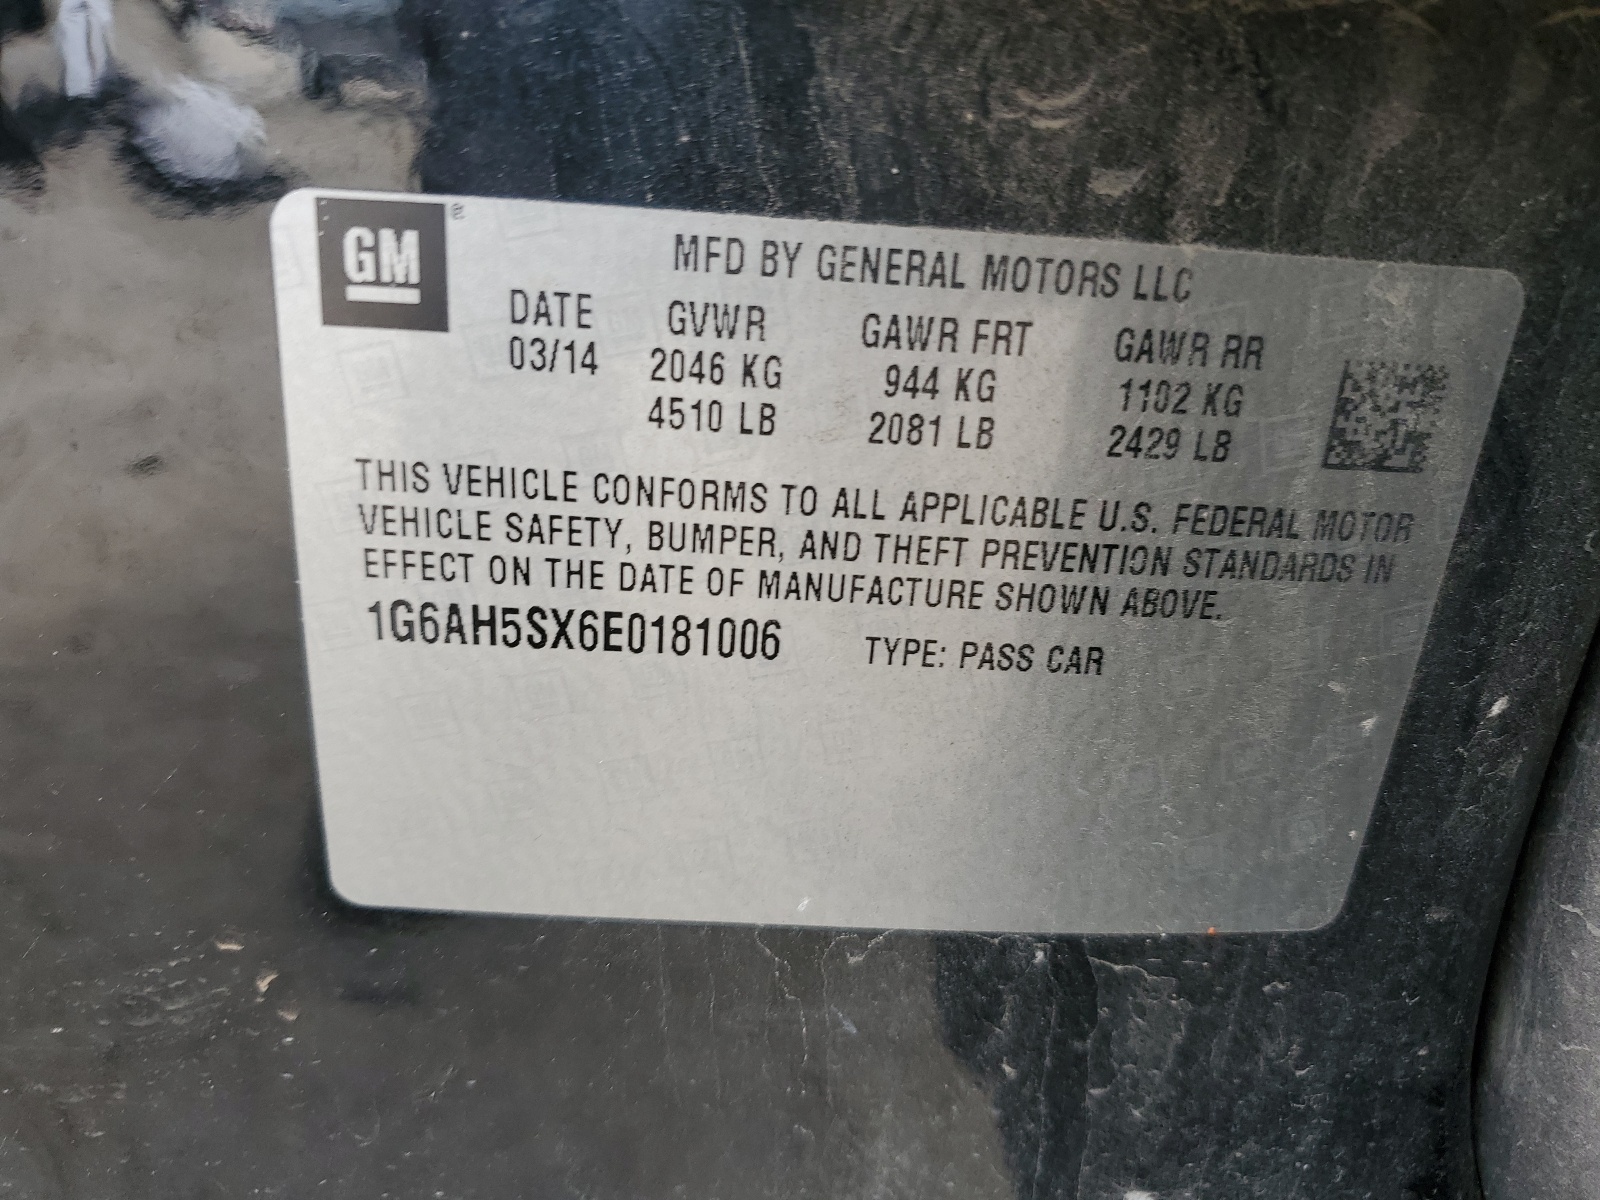 GM
MFD BY GENERAL MOTORS LLC
DATE GVWR GAWR FRT GAWR RR
03/14 2046 KG 944 KG 1102 KG
4510 LB 2081 LB 2429 LB
THIS VEHICLE CONFORMS TO ALL APPLICABLE U.S. FEDERAL MOTOR
VEHICLE SAFETY, BUMPER, AND THEFT PREVENTION STANDARDS IN
EFFECT ON THE DATE OF MANUFACTURE SHOWN ABOVE.
1G6AH5SX6E0181006 TYPE: PASS CAR